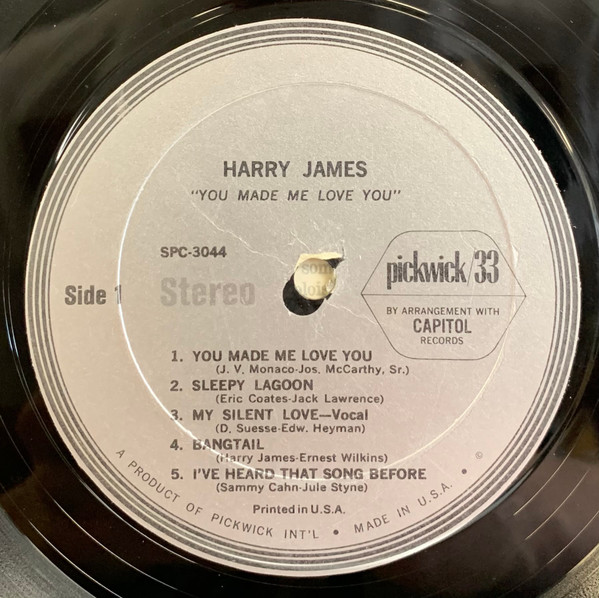 HARRY JAMES
"YOU MADE ME LOVE YOU"
SPC-3044
Side 1
Stereo
pickwick/33
BY ARRANGEMENT WITH
CAPITOL
RECORDS
1. YOU MADE ME LOVE YOU
(J. V. Monaco-Jos. McCarthy, Sr.)
2. SLEEPY LAGOON
(Eric Coates-Jack Lawrence)
3. MY SILENT LOVE—Vocal
(D. Suesse-Edw. Heyman)
4. BANGTAIL
(Harry James-Ernest Wilkins)
5. I'VE HEARD THAT SONG BEFORE
(Sammy Cahn-Jule Styne)
Printed in U.S.A.
A PRODUCT OF PICKWICK INT'L • MADE IN U.S.A. • ©